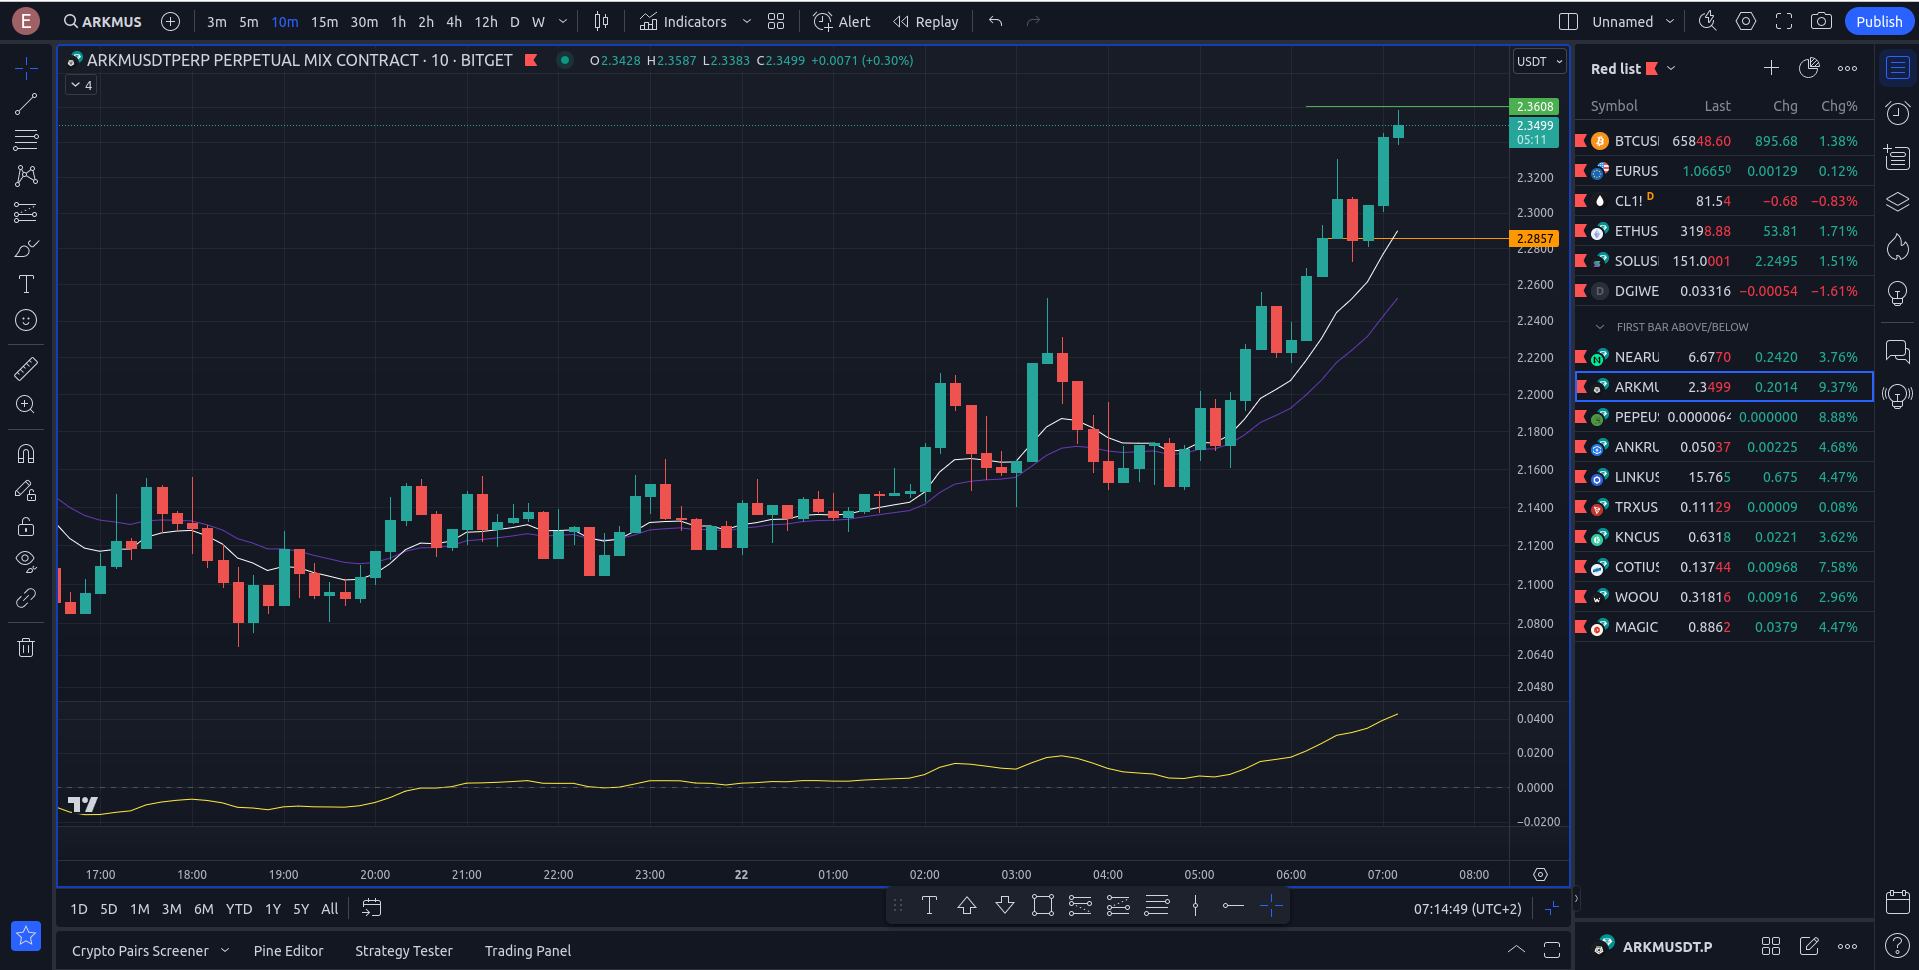 E ARKMUS 3m 5m 10m 15m 30m 1h 2h 4h 12h D W Indicators Alert Replay Unnamed Publish
ARKMUSDTPERP PERPETUAL MIX CONTRACT · 10 · BITGET O2.3428 H2.3587 L2.3383 C2.3499 +0.0071 (+0.30%)
4
USDT
2.3608
2.3499
05:11
2.3200
2.3000
2.2857
2.2800
2.2600
2.2400
2.2200
2.2000
2.1800
2.1600
2.1400
2.1200
2.1000
2.0800
2.0640
2.0480
0.0400
0.0200
0.0000
−0.0200
17:00 18:00 19:00 20:00 21:00 22:00 23:00 22 01:00 02:00 03:00 04:00 05:00 06:00 07:00 08:00
1D 5D 1M 3M 6M YTD 1Y 5Y All
T
07:14:49 (UTC+2)
Crypto Pairs Screener Pine Editor Strategy Tester Trading Panel
Red list
Symbol Last Chg Chg%
BTCUS 65848.60 895.68 1.38%
EURUS 1.06650 0.00129 0.12%
CL1! D 81.54 −0.68 −0.83%
ETHUS 3198.88 53.81 1.71%
SOLUS 151.0001 2.2495 1.51%
D DGIWE 0.03316 −0.00054 −1.61%
FIRST BAR ABOVE/BELOW
NEARU 6.6770 0.2420 3.76%
ARKMU 2.3499 0.2014 9.37%
PEPEUS 0.0000064 0.000000 8.88%
ANKRU 0.05037 0.00225 4.68%
LINKUS 15.765 0.675 4.47%
TRXUS 0.11129 0.00009 0.08%
KNCUS 0.6318 0.0221 3.62%
COTIUS 0.13744 0.00968 7.58%
WOOU 0.31816 0.00916 2.96%
MAGIC 0.8862 0.0379 4.47%
ARKMUSDT.P